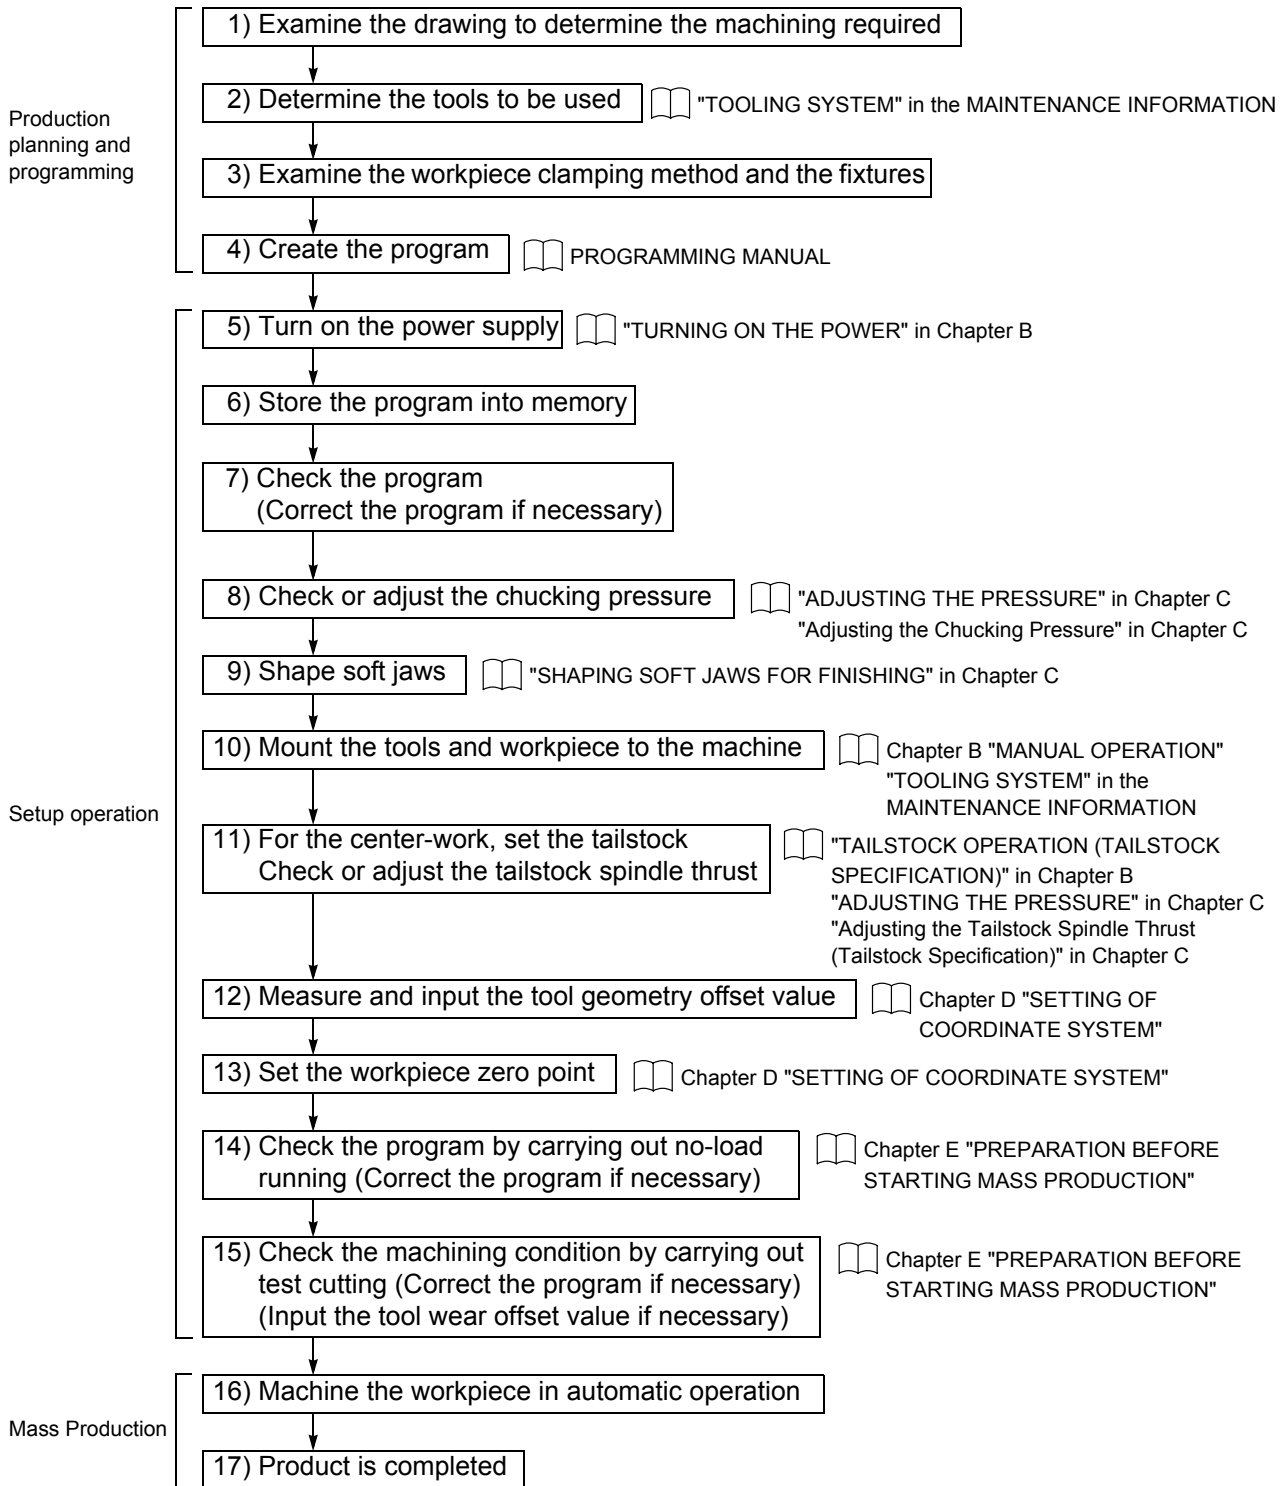 1) Examine the drawing to determine the machining required
2) Determine the tools to be used
"TOOLING SYSTEM" in the MAINTENANCE INFORMATION
Production
planning and
programming
3) Examine the workpiece clamping method and the fixtures
4) Create the program
PROGRAMMING MANUAL
5) Turn on the power supply
"TURNING ON THE POWER" in Chapter B
6) Store the program into memory
7) Check the program
(Correct the program if necessary)
8) Check or adjust the chucking pressure
"ADJUSTING THE PRESSURE" in Chapter C
"Adjusting the Chucking Pressure" in Chapter C
9) Shape soft jaws
"SHAPING SOFT JAWS FOR FINISHING" in Chapter C
10) Mount the tools and workpiece to the machine
Chapter B "MANUAL OPERATION"
"TOOLING SYSTEM" in the
MAINTENANCE INFORMATION
Setup operation
11) For the center-work, set the tailstock
Check or adjust the tailstock spindle thrust
"TAILSTOCK OPERATION (TAILSTOCK
SPECIFICATION)" in Chapter B
"ADJUSTING THE PRESSURE" in Chapter C
"Adjusting the Tailstock Spindle Thrust
(Tailstock Specification)" in Chapter C
12) Measure and input the tool geometry offset value
Chapter D "SETTING OF
COORDINATE SYSTEM"
13) Set the workpiece zero point
Chapter D "SETTING OF COORDINATE SYSTEM"
14) Check the program by carrying out no-load
running (Correct the program if necessary)
Chapter E "PREPARATION BEFORE
STARTING MASS PRODUCTION"
15) Check the machining condition by carrying out
test cutting (Correct the program if necessary)
(Input the tool wear offset value if necessary)
Chapter E "PREPARATION BEFORE
STARTING MASS PRODUCTION"
16) Machine the workpiece in automatic operation
Mass Production
17) Product is completed